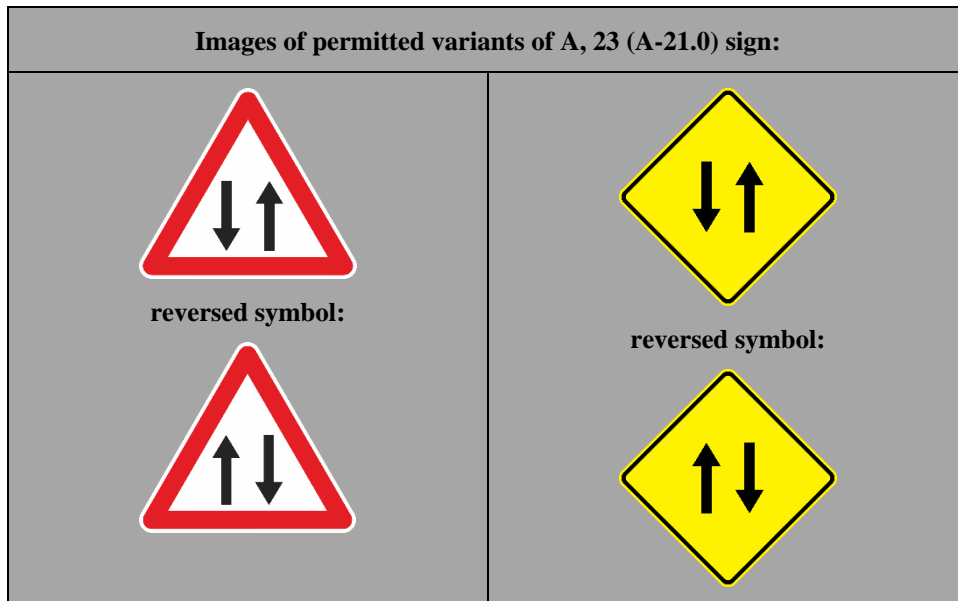 Images of permitted variants of A, 23 (A-21.0) sign:
reversed symbol:
reversed symbol: